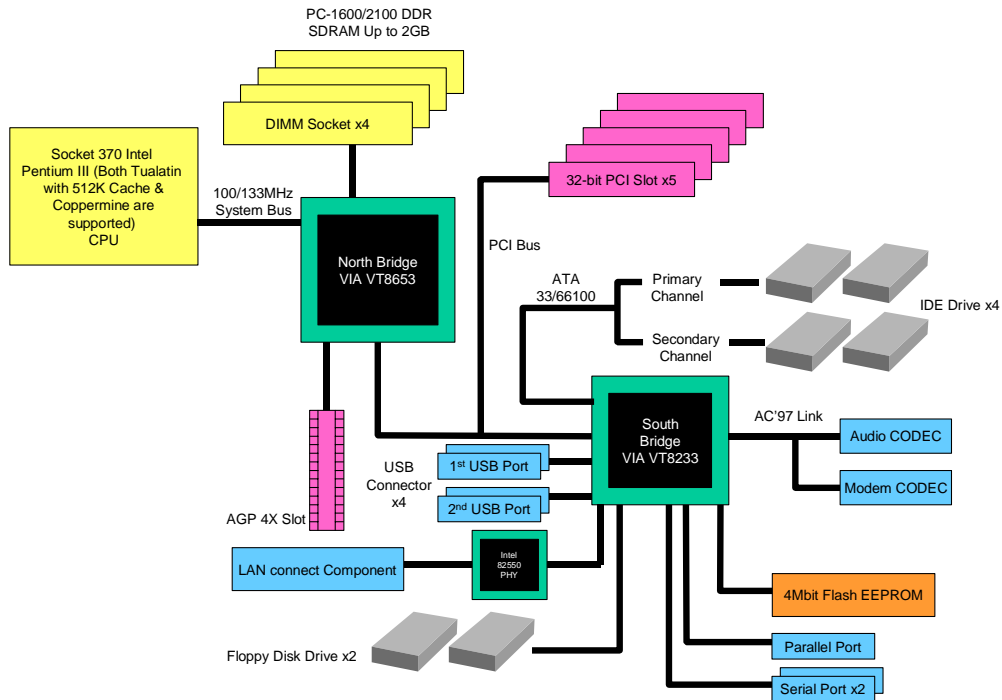 PC-1600/2100 DDR
SDRAM Up to 2GB
DIMM Socket x4
Socket 370 Intel
Pentium III (Both Tualatin
with 512K Cache &
Coppermine are
supported)
CPU
100/133MHz
System Bus
32-bit PCI Slot x5
North Bridge
VIA VT8653
PCI Bus
ATA
33/66100
Primary
Channel
IDE Drive x4
Secondary
Channel
South
Bridge
VIA VT8233
AC'97 Link
Audio CODEC
Modem CODEC
USB
Connector
x4
1st USB Port
2nd USB Port
AGP 4X Slot
LAN connect Component
Intel
82550
PHY
4Mbit Flash EEPROM
Floppy Disk Drive x2
Parallel Port
Serial Port x2